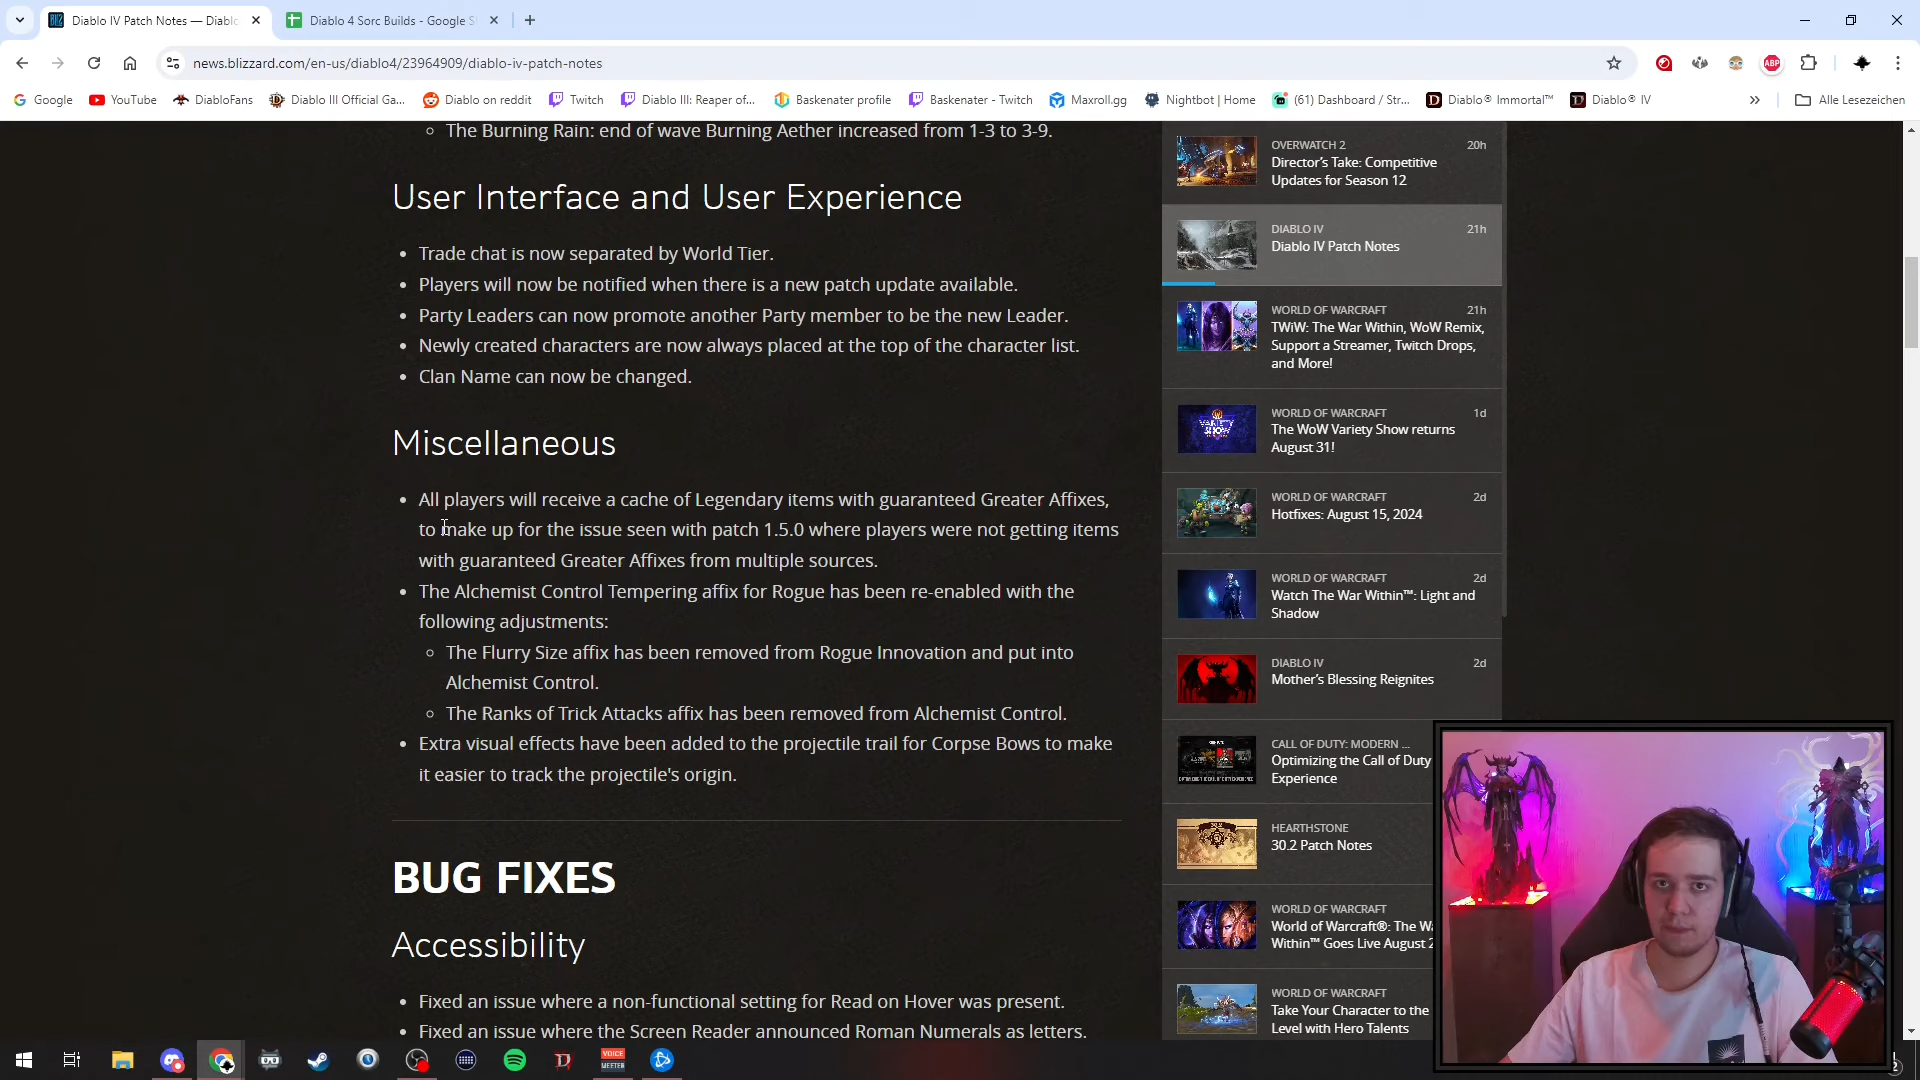 Diablo IV Patch Notes — Diablo
Diablo 4 Sorc Builds - Google S
news.blizzard.com/en-us/diablo4/23964909/diablo-iv-patch-notes
ABP
Google
YouTube
DiabloFans
Diablo III Official Ga...
Diablo on reddit
Twitch
Diablo III: Reaper of...
Baskenater profile
Baskenater - Twitch
Maxroll.gg
Nightbot | Home
(61) Dashboard / Str...
Diablo® Immortal™
Diablo® IV
Alle Lesezeichen
The Burning Rain: end of wave Burning Aether increased from 1-3 to 3-9.
User Interface and User Experience
Trade chat is now separated by World Tier.
Players will now be notified when there is a new patch update available.
Party Leaders can now promote another Party member to be the new Leader.
Newly created characters are now always placed at the top of the character list.
Clan Name can now be changed.
Miscellaneous
All players will receive a cache of Legendary items with guaranteed Greater Affixes,
to make up for the issue seen with patch 1.5.0 where players were not getting items
with guaranteed Greater Affixes from multiple sources.
The Alchemist Control Tempering affix for Rogue has been re-enabled with the
following adjustments:
The Flurry Size affix has been removed from Rogue Innovation and put into
Alchemist Control.
The Ranks of Trick Attacks affix has been removed from Alchemist Control.
Extra visual effects have been added to the projectile trail for Corpse Bows to make
it easier to track the projectile's origin.
BUG FIXES
Accessibility
Fixed an issue where a non-functional setting for Read on Hover was present.
Fixed an issue where the Screen Reader announced Roman Numerals as letters.
OVERWATCH 2 20h
Director's Take: Competitive
Updates for Season 12
DIABLO IV 21h
Diablo IV Patch Notes
WORLD OF WARCRAFT 21h
TWiW: The War Within, WoW Remix,
Support a Streamer, Twitch Drops,
and More!
WORLD OF WARCRAFT 1d
The WoW Variety Show returns
August 31!
WORLD OF WARCRAFT 2d
Hotfixes: August 15, 2024
WORLD OF WARCRAFT 2d
Watch The War Within™: Light and
Shadow
DIABLO IV 2d
Mother's Blessing Reignites
CALL OF DUTY: MODERN ...
Optimizing the Call of Duty
Experience
HEARTHSTONE
30.2 Patch Notes
WORLD OF WARCRAFT
World of Warcraft®: The Wa
Within™ Goes Live August 2
WORLD OF WARCRAFT
Take Your Character to the
Level with Hero Talents
VOICE
MEETER